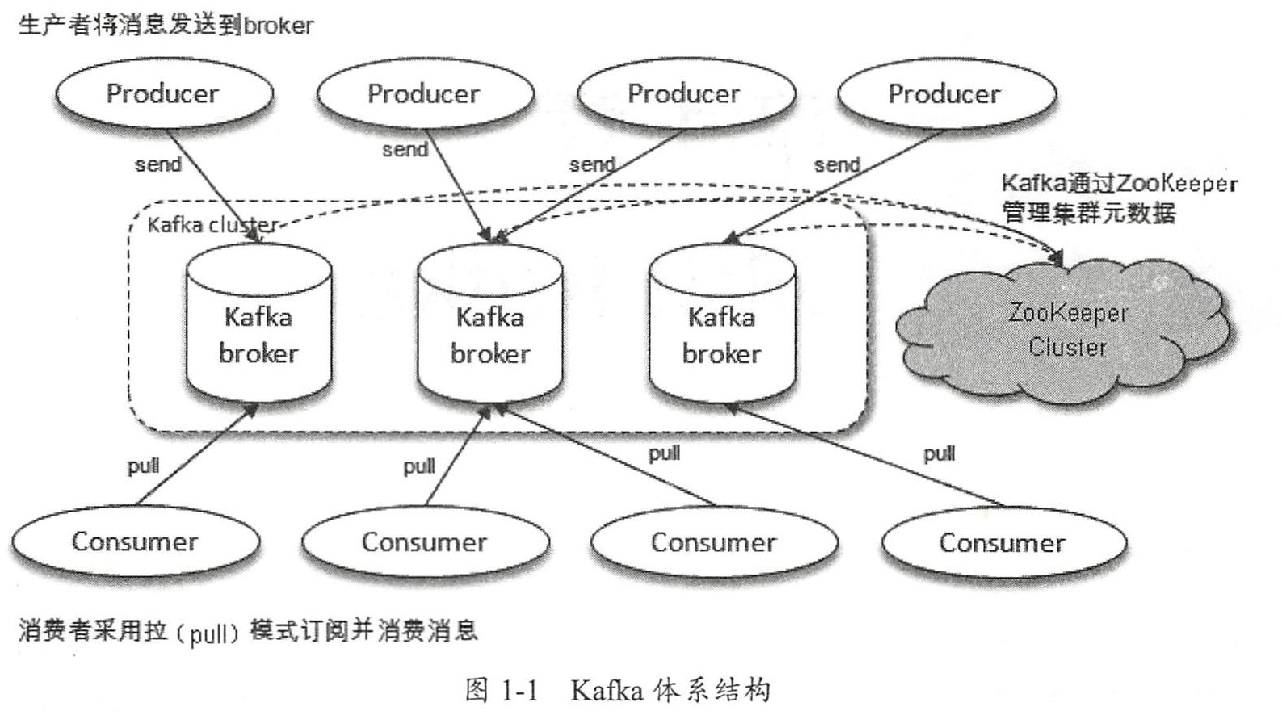 生产者将消息发送到broker
Producer
Producer
Producer
Producer
send
send
send
send
Kafka通过ZooKeeper
管理集群元数据
Kafka cluster
Kafka
broker
Kafka
broker
Kafka
broker
ZooKeeper
Cluster
pull
pull
pull
pull
Consumer
Consumer
Consumer
Consumer
消费者采用拉（pull）模式订阅并消费消息
图 1-1 Kafka 体系结构